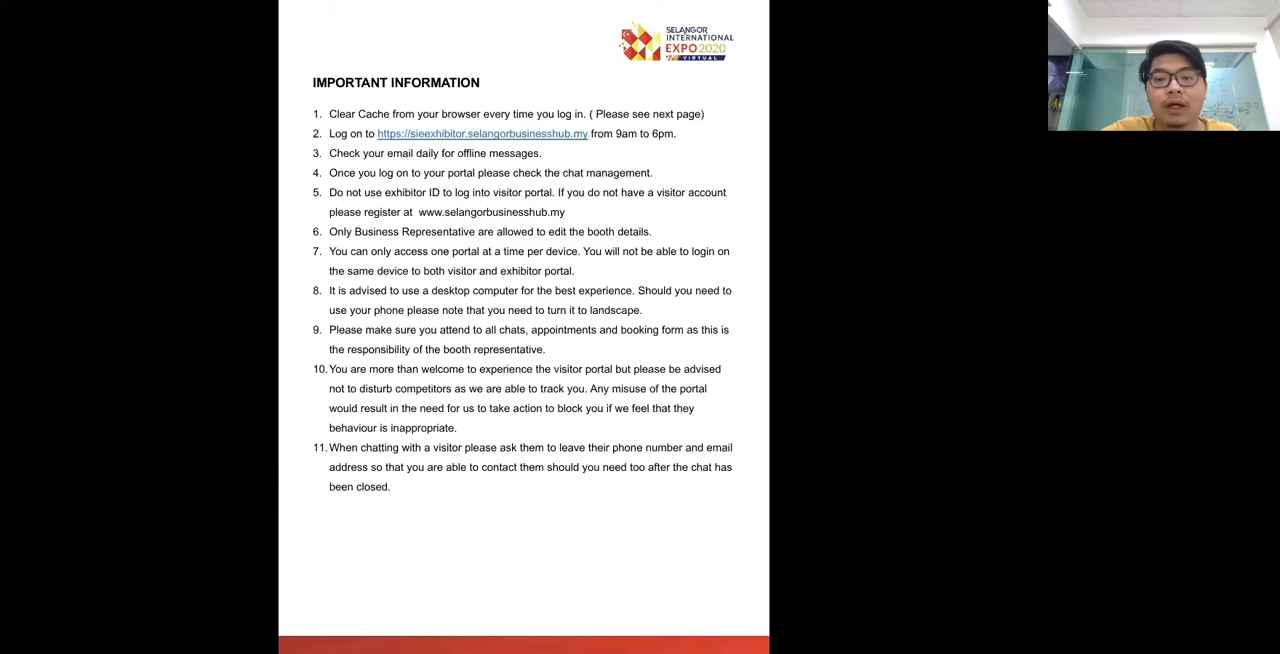 SELANGOR
INTERNATIONAL
EXPO 2020
VIRTUAL
IMPORTANT INFORMATION
1. Clear Cache from your browser every time you log in. ( Please see next page)
2. Log on to https://sieexhibitor.selangorbusinesshub.my from 9am to 6pm.
3. Check your email daily for offline messages.
4. Once you log on to your portal please check the chat management.
5. Do not use exhibitor ID to log into visitor portal. If you do not have a visitor account
please register at www.selangorbusinesshub.my
6. Only Business Representative are allowed to edit the booth details.
7. You can only access one portal at a time per device. You will not be able to login on
the same device to both visitor and exhibitor portal.
8. It is advised to use a desktop computer for the best experience. Should you need to
use your phone please note that you need to turn it to landscape.
9. Please make sure you attend to all chats, appointments and booking form as this is
the responsibility of the booth representative.
10. You are more than welcome to experience the visitor portal but please be advised
not to disturb competitors as we are able to track you. Any misuse of the portal
would result in the need for us to take action to block you if we feel that they
behaviour is inappropriate.
11. When chatting with a visitor please ask them to leave their phone number and email
address so that you are able to contact them should you need too after the chat has
been closed.